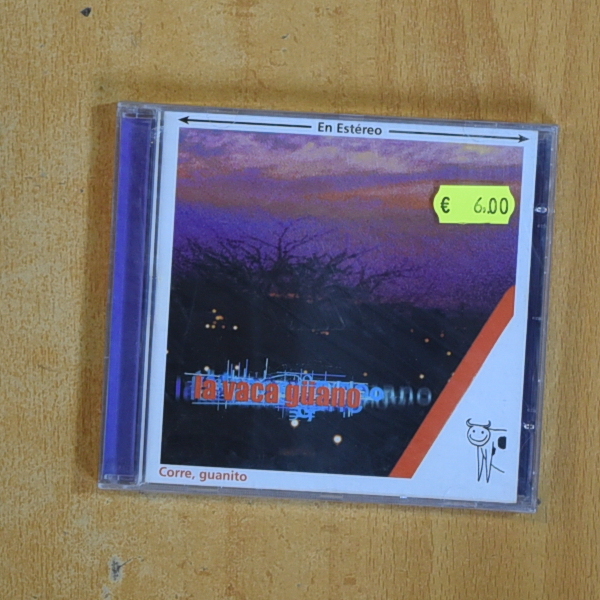 En Estéreo
€ 6,00
la vaca güano
Corre, guanito